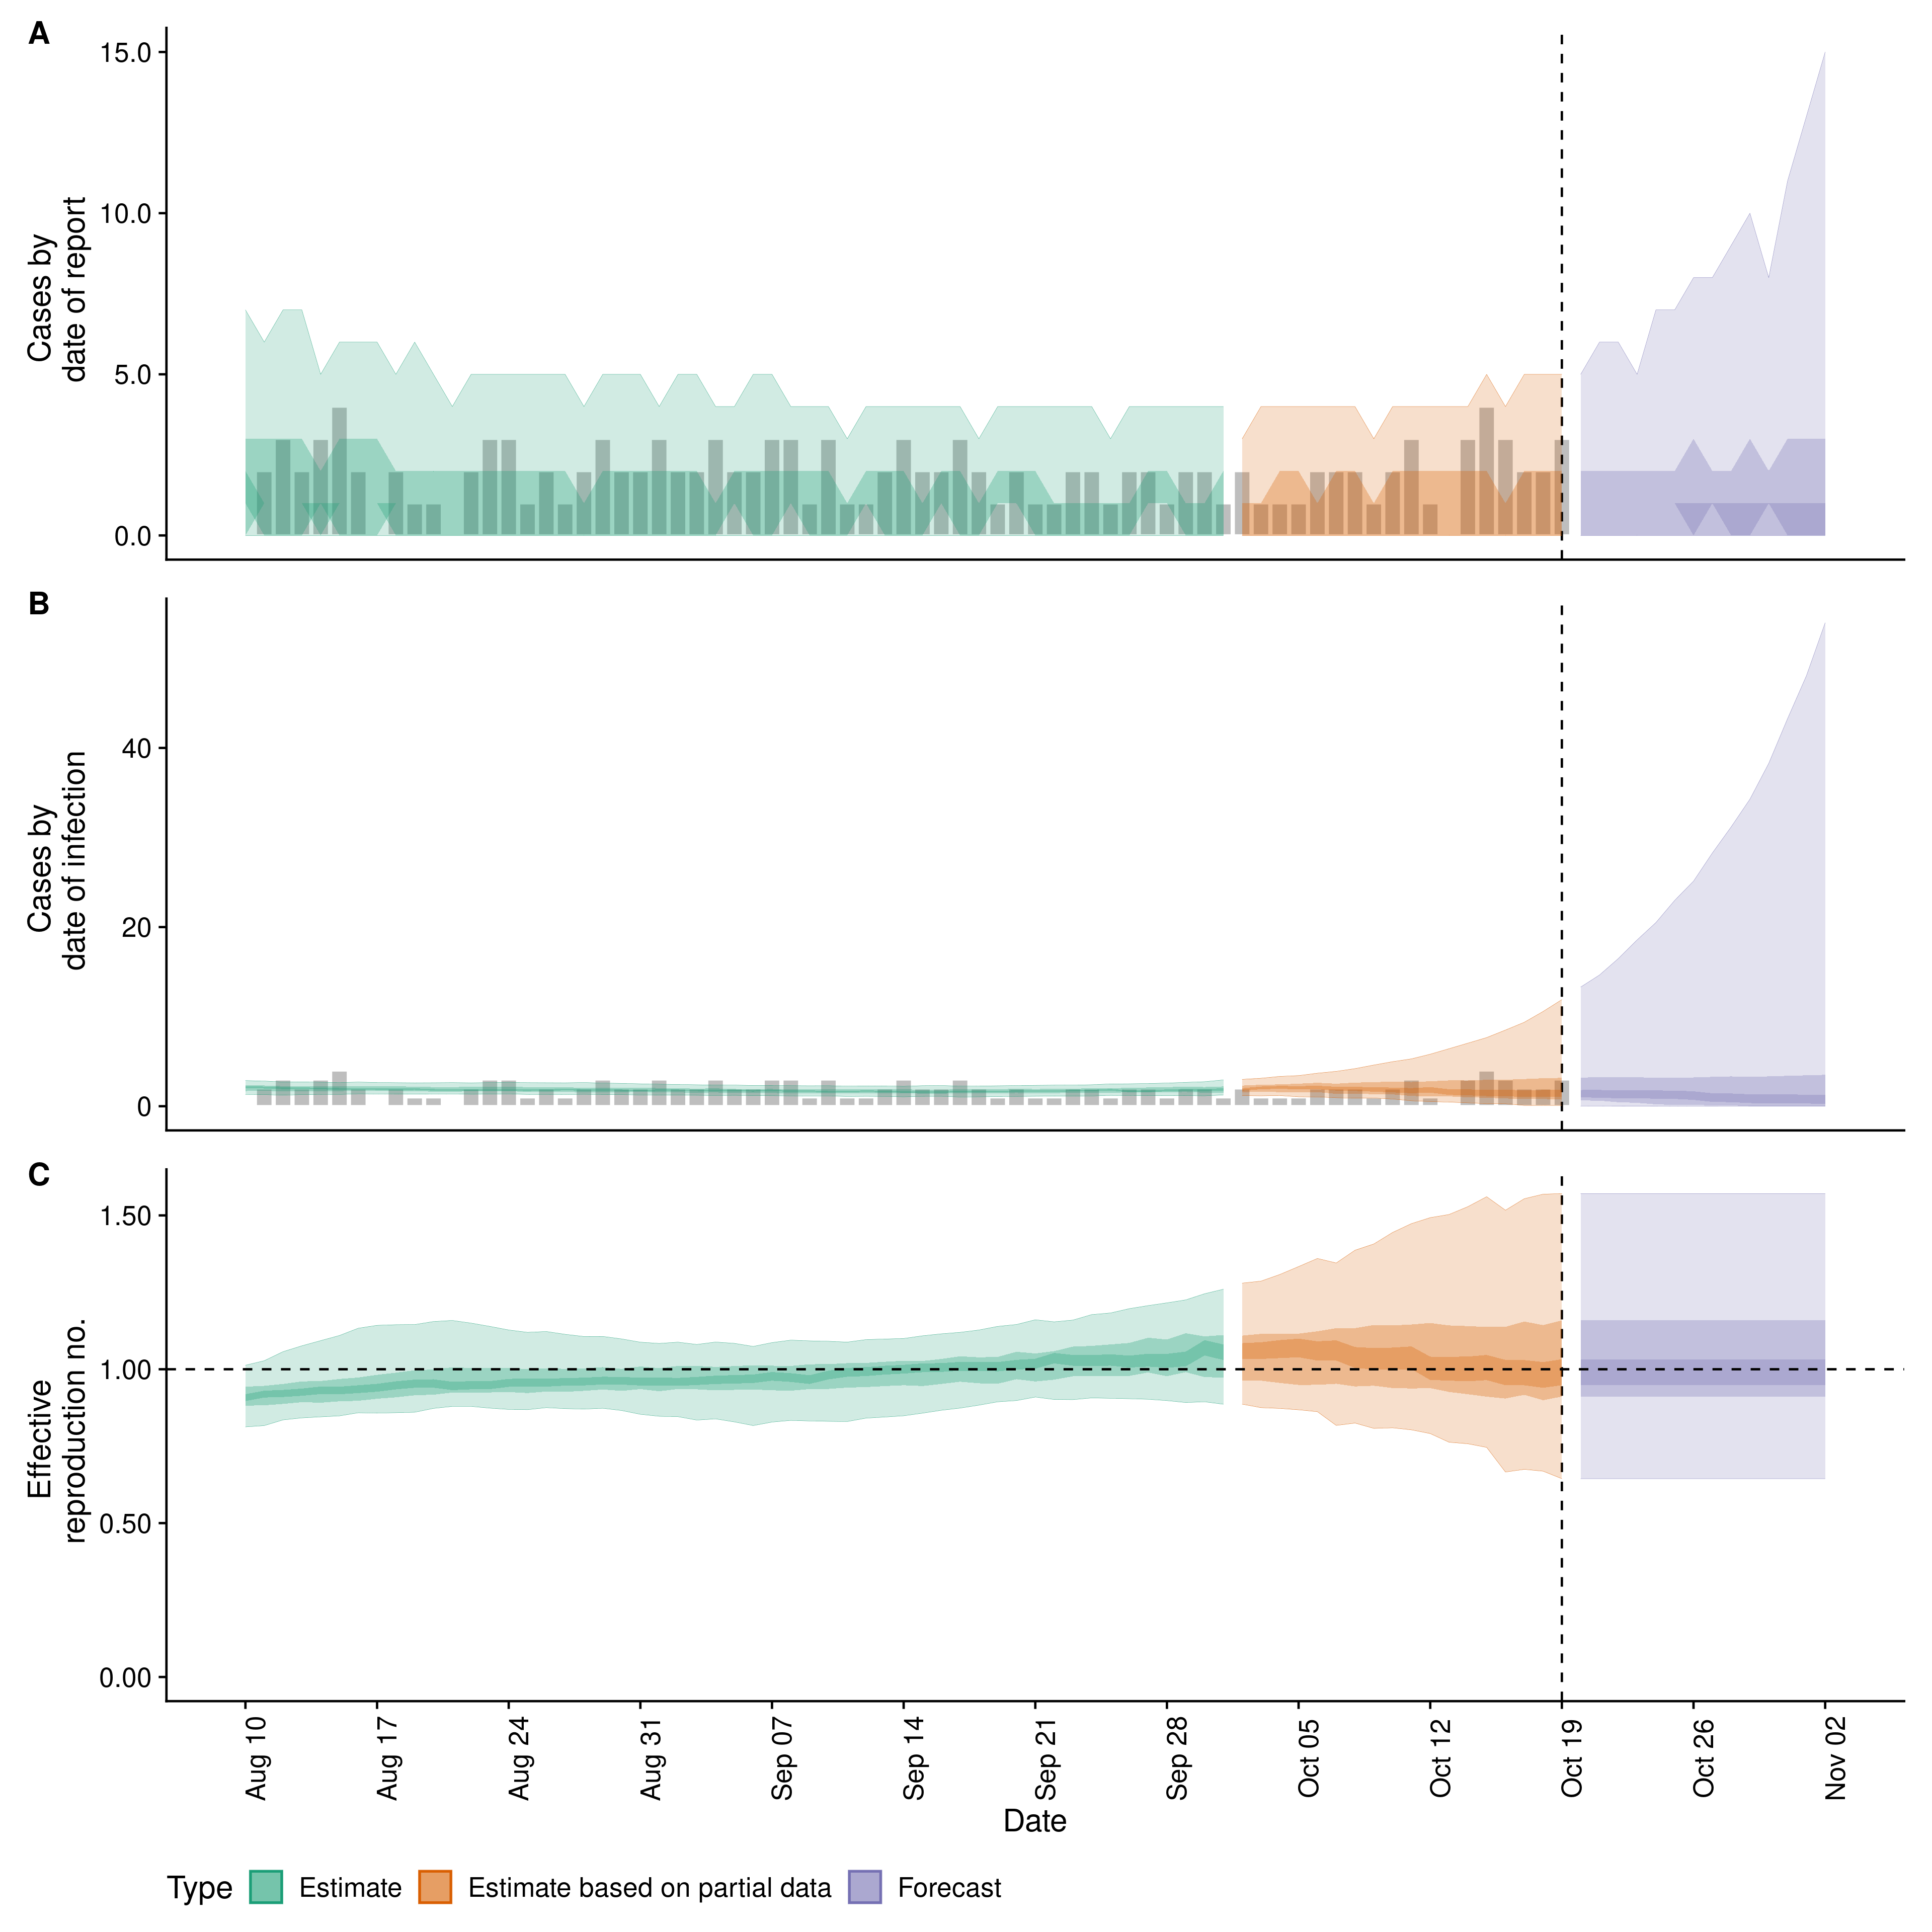 A
Cases by
date of report
15.0
10.0
5.0
0.0
B
Cases by
date of infection
40
20
0
C
Effective
reproduction no.
1.50
1.00
0.50
0.00
Aug 10
Aug 17
Aug 24
Aug 31
Sep 07
Sep 14
Sep 21
Sep 28
Oct 05
Oct 12
Oct 19
Oct 26
Nov 02
Date
Type Estimate Estimate based on partial data Forecast